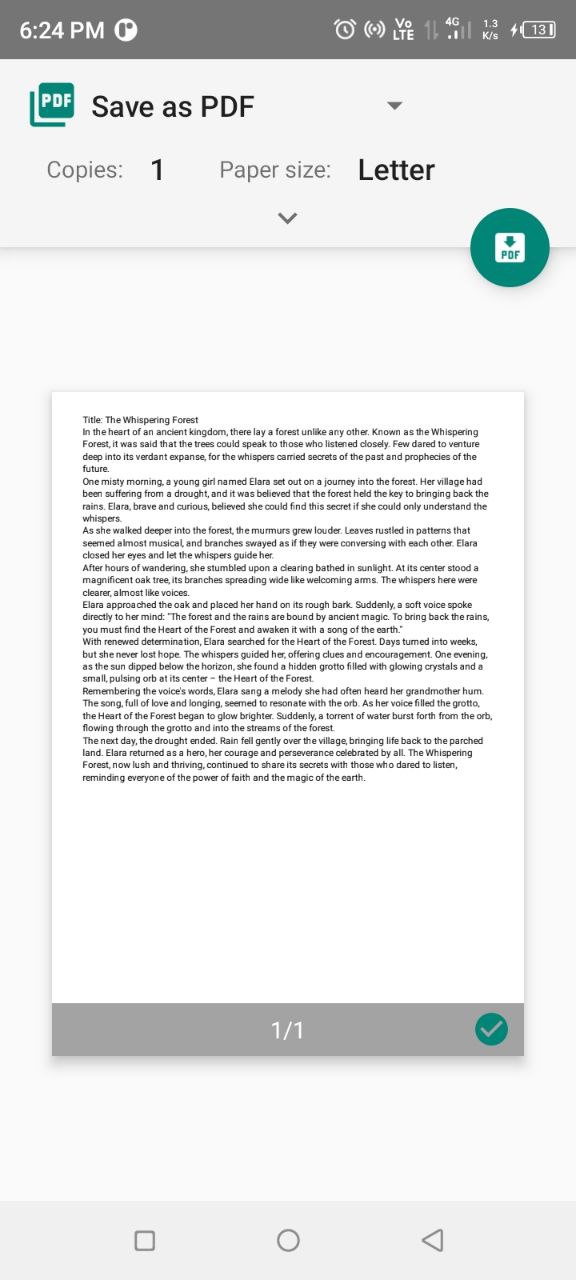 6:24 PM
Vo
LTE
4G
1.3
K/s
13
PDF
Save as PDF
Copies: 1 Paper size: Letter
PDF
Title: The Whispering Forest
In the heart of an ancient kingdom, there lay a forest unlike any other. Known as the Whispering
Forest, it was said that the trees could speak to those who listened closely. Few dared to venture
deep into its verdant expanse, for the whispers carried secrets of the past and prophecies of the
future.
One misty morning, a young girl named Elara set out on a journey into the forest. Her village had
been suffering from a drought, and it was believed that the forest held the key to bringing back the
rains. Elara, brave and curious, believed she could find this secret if she could only understand the
whispers.
As she walked deeper into the forest, the murmurs grew louder. Leaves rustled in patterns that
seemed almost musical, and branches swayed as if they were conversing with each other. Elara
closed her eyes and let the whispers guide her.
After hours of wandering, she stumbled upon a clearing bathed in sunlight. At its center stood a
magnificent oak tree, its branches spreading wide like welcoming arms. The whispers here were
clearer, almost like voices.
Elara approached the oak and placed her hand on its rough bark. Suddenly, a soft voice spoke
directly to her mind: "The forest and the rains are bound by ancient magic. To bring back the rains,
you must find the Heart of the Forest and awaken it with a song of the earth."
With renewed determination, Elara searched for the Heart of the Forest. Days turned into weeks,
but she never lost hope. The whispers guided her, offering clues and encouragement. One evening,
as the sun dipped below the horizon, she found a hidden grotto filled with glowing crystals and a
small, pulsing orb at its center – the Heart of the Forest.
Remembering the voice's words, Elara sang a melody she had often heard her grandmother hum.
The song, full of love and longing, seemed to resonate with the orb. As her voice filled the grotto,
the Heart of the Forest began to glow brighter. Suddenly, a torrent of water burst forth from the orb,
flowing through the grotto and into the streams of the forest.
The next day, the drought ended. Rain fell gently over the village, bringing life back to the parched
land. Elara returned as a hero, her courage and perseverance celebrated by all. The Whispering
Forest, now lush and thriving, continued to share its secrets with those who dared to listen,
reminding everyone of the power of faith and the magic of the earth.
1/1